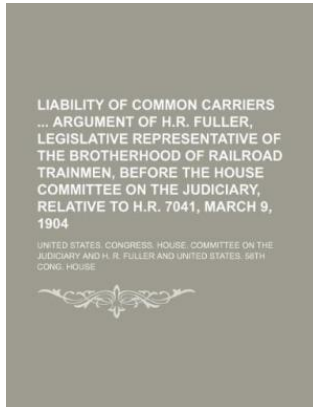 LIABILITY OF COMMON CARRIERS
... ARGUMENT OF H.R. FULLER,
LEGISLATIVE REPRESENTATIVE OF
THE BROTHERHOOD OF RAILROAD
TRAINMEN, BEFORE THE HOUSE
COMMITTEE ON THE JUDICIARY,
RELATIVE TO H.R. 7041, MARCH 9,
1904
UNITED STATES. CONGRESS. HOUSE. COMMITTEE ON THE
JUDICIARY AND H. R. FULLER AND UNITED STATES. 58TH
CONG. HOUSE